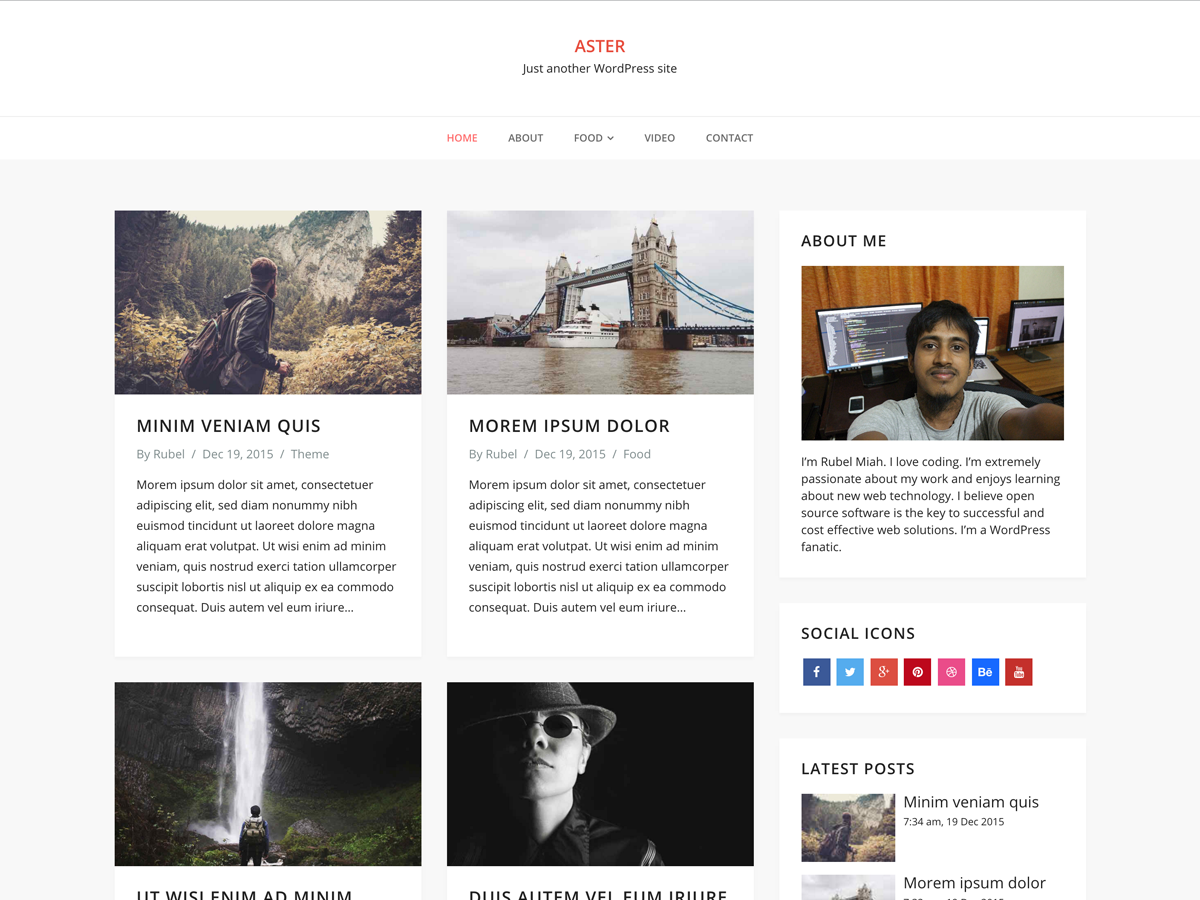 ASTER
Just another WordPress site
HOME ABOUT FOOD VIDEO CONTACT
MINIM VENIAM QUIS
By Rubel / Dec 19, 2015 / Theme
Morem ipsum dolor sit amet, consectetuer
adipiscing elit, sed diam nonummy nibh
euismod tincidunt ut laoreet dolore magna
aliquam erat volutpat. Ut wisi enim ad minim
veniam, quis nostrud exerci tation ullamcorper
suscipit lobortis nisl ut aliquip ex ea commodo
consequat. Duis autem vel eum iriure...
MOREM IPSUM DOLOR
By Rubel / Dec 19, 2015 / Food
Morem ipsum dolor sit amet, consectetuer
adipiscing elit, sed diam nonummy nibh
euismod tincidunt ut laoreet dolore magna
aliquam erat volutpat. Ut wisi enim ad minim
veniam, quis nostrud exerci tation ullamcorper
suscipit lobortis nisl ut aliquip ex ea commodo
consequat. Duis autem vel eum iriure...
UT WISI ENIM AD MINIM
DUIS AUTEM VEL EUM IRIURE
ABOUT ME
I'm Rubel Miah. I love coding. I'm extremely
passionate about my work and enjoys learning
about new web technology. I believe open
source software is the key to successful and
cost effective web solutions. I'm a WordPress
fanatic.
SOCIAL ICONS
Bē
You Tube
LATEST POSTS
Minim veniam quis
7:34 am, 19 Dec 2015
Morem ipsum dolor